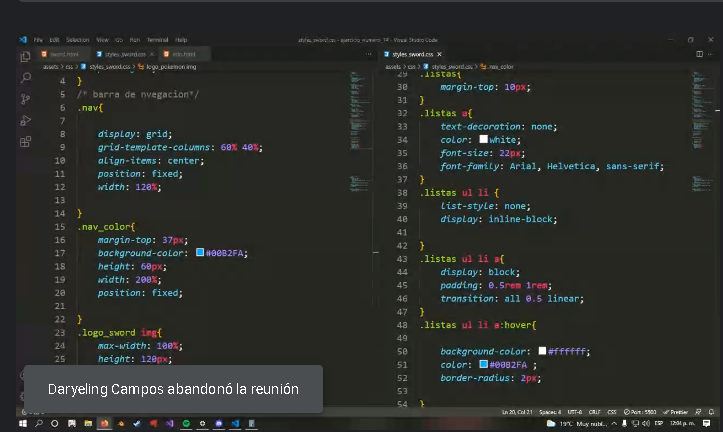 File Edit Selection View Go Run Terminal Help
styles_sword.css - ejercicio_numero_14 - Visual Studio Code
sword.html styles_sword.css
assets > css > styles_sword.css > logo_pokemon img
4 }
5 /* barra de nvegacion*/
6 .nav{
7
8 display: grid;
9 grid-template-columns: 60% 40%;
10 align-items: center;
11 position: fixed;
12 width: 120%;
13
14 }
15 .nav_color{
16 margin-top: 37px;
17 background-color: #00B2FA;
18 height: 60px;
19 width: 200%;
20 position: fixed;
21
22 }
23 .logo_sword img{
24 max-width: 100%;
25 height: 120px;
styles_sword.css
assets > css > styles_sword.css > .nav_color
29 .listas{
30 margin-top: 10px;
31 }
32 .listas a{
33 text-decoration: none;
34 color: white;
35 font-size: 22px;
36 font-family: Arial, Helvetica, sans-serif;
37 }
38 .listas ul li {
39 list-style: none;
40 display: inline-block;
41
42 }
43 .listas ul li a{
44 display: block;
45 padding: 0.5rem 1rem;
46 transition: all 0.5 linear;
47 }
48 .listas ul li a:hover{
49
50 background-color: #ffffff;
51 color: #00B2FA ;
52 border-radius: 2px;
53
54 }
Daryeling Campos abandonó la reunión
Ln 20, Col 21 Spaces: 4 UTF-8 CRLF CSS Port : 5500 Prettier
19°C Muy nubl... ESP 12:04 p. m.